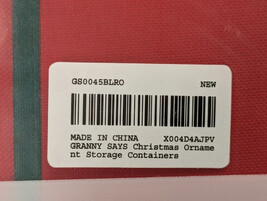 GS0045BLRO NEW
MADE IN CHINA X004D4AJPV
GRANNY SAYS Christmas Orname
nt Storage Containers